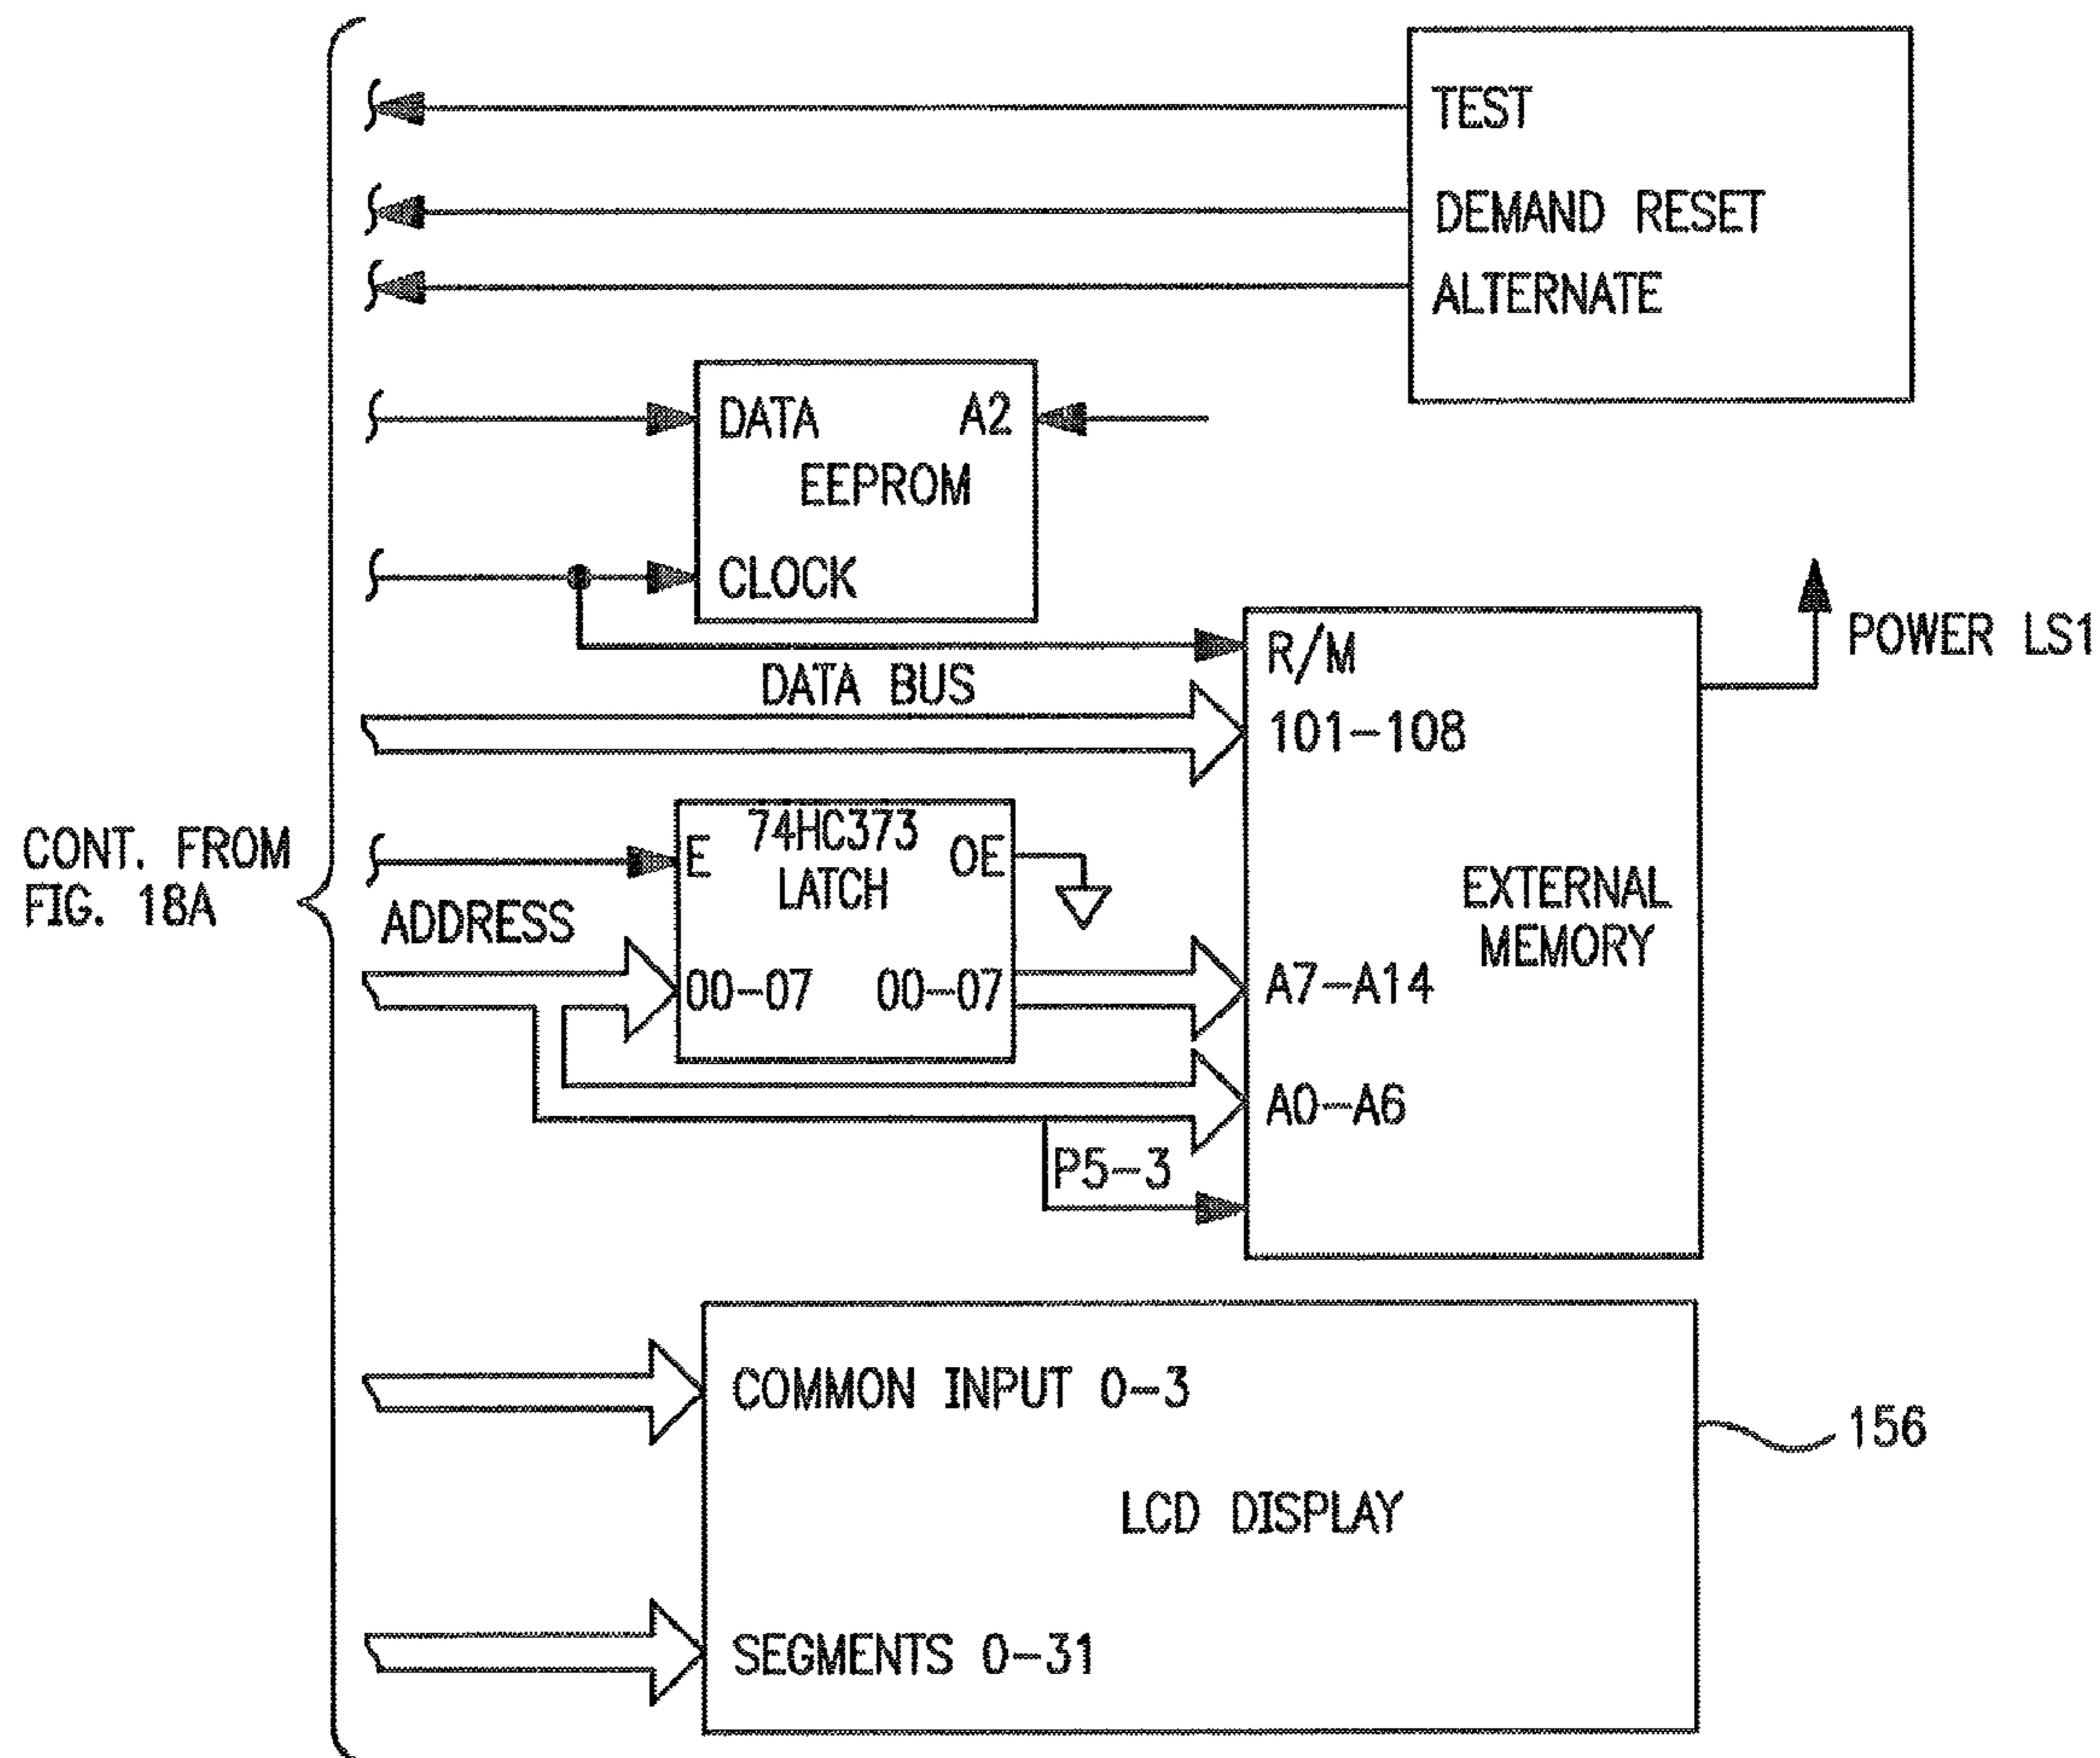 TEST
DEMAND RESET
ALTERNATE
DATA A2
EEPROM
CLOCK
POWER LS1
R/M
DATA BUS
101-108
74HC373
LATCH
E OE
CONT. FROM
FIG. 18A
ADDRESS
EXTERNAL
MEMORY
00-07 00-07
A7-A14
A0-A6
P5-3
COMMON INPUT 0-3
156
LCD DISPLAY
SEGMENTS 0-31